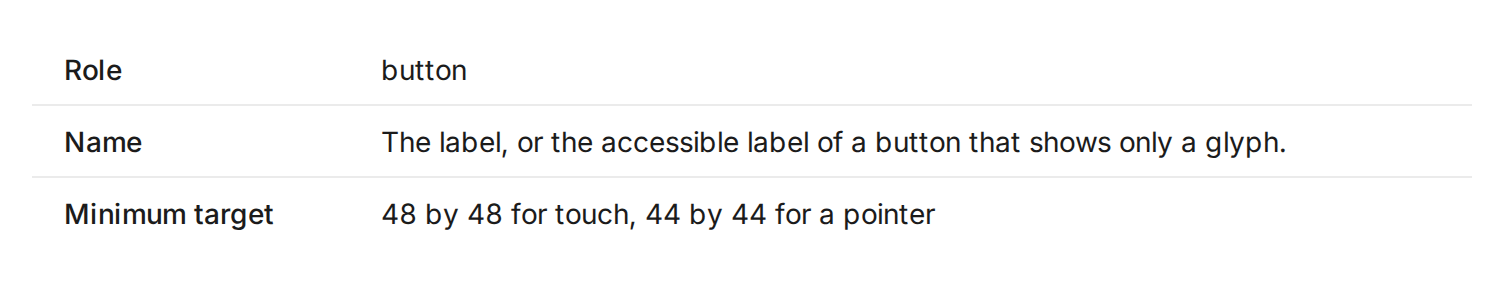 Role button
Name The label, or the accessible label of a button that shows only a glyph.
Minimum target 48 by 48 for touch, 44 by 44 for a pointer